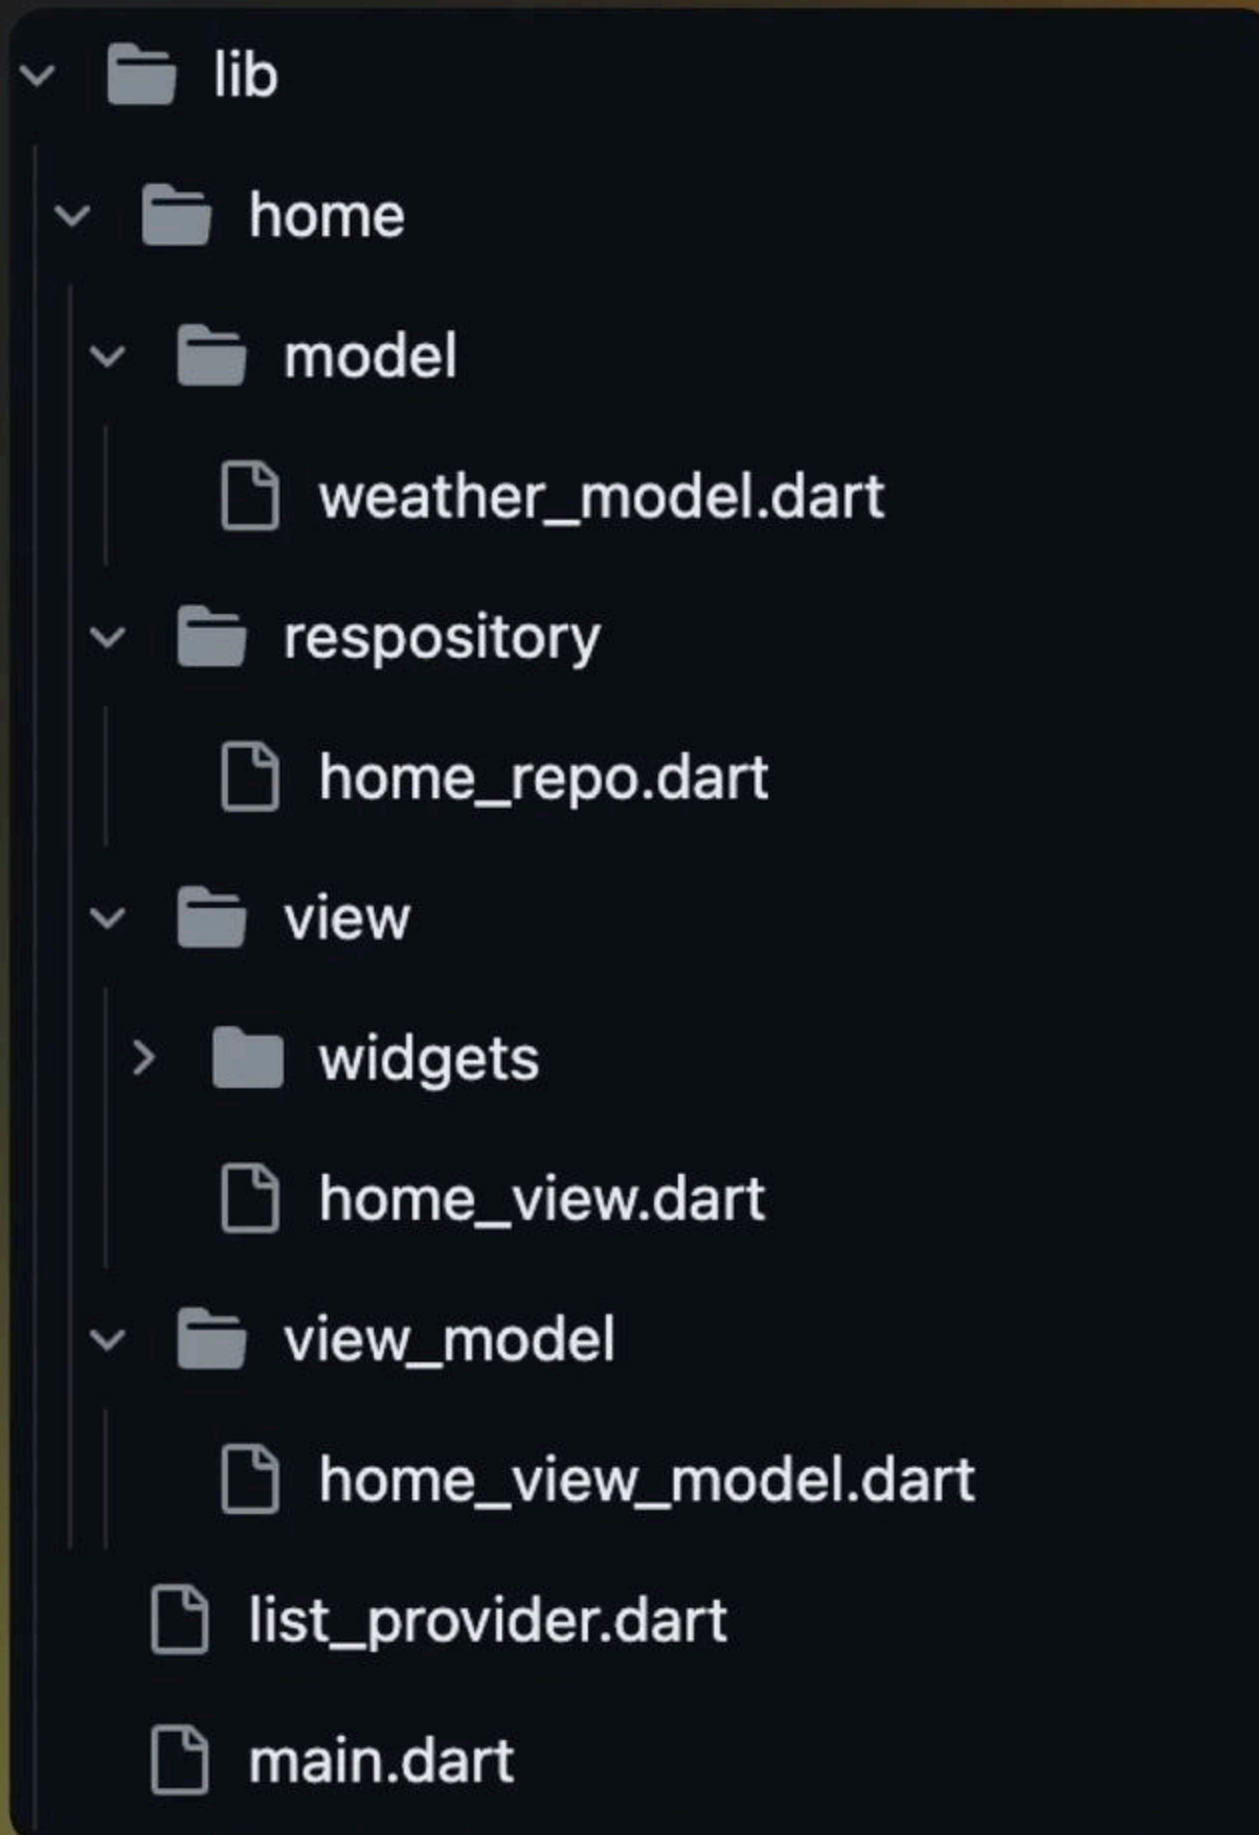 lib
home
model
weather_model.dart
respository
home_repo.dart
view
widgets
home_view.dart
view_model
home_view_model.dart
list_provider.dart
main.dart